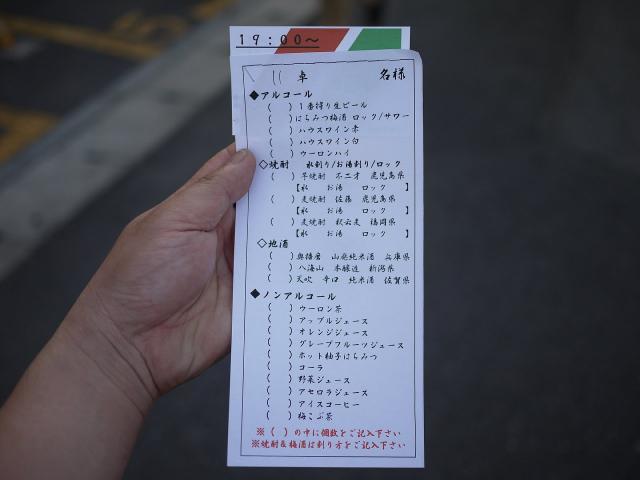 19:00～
卓 名様
◆アルコール
( ) 1番搾り生ビール
( ) はちみつ梅酒 ロック/サワー
( ) ハウスワイン赤
( ) ハウスワイン白
( ) ウーロンハイ
◇焼酎 水割り/お湯割り/ロック
( ) 芋焼酎 不二才 鹿児島県
【水 お湯 ロック 】
( ) 麦焼酎 佐藤 鹿児島県
【水 お湯 ロック 】
( ) 麦焼酎 福岡県
【水 お湯 ロック 】
◇地酒
( ) 奥播磨 山廃純米酒 兵庫県
( ) 八海山 本醸造 新潟県
( ) 天吹 辛口 純米酒 佐賀県
◆ノンアルコール
( ) ウーロン茶
( ) アップルジュース
( ) オレンジジュース
( ) グレープフルーツジュース
( ) ホット柚子はちみつ
( ) コーラ
( ) 野菜ジュース
( ) アセロラジュース
( ) アイスコーヒー
( ) 梅こぶ茶
※( )の中に個数をご記入下さい
※焼酎&梅酒は割り方をご記入下さい